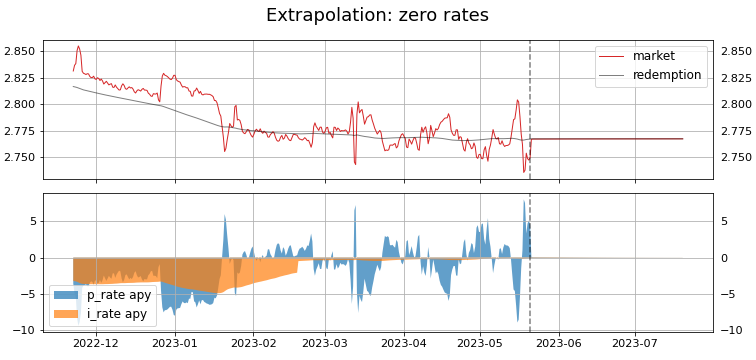 Extrapolation: zero rates
2.850 2.850
2.825 2.825
2.800 2.800
2.775 2.775
2.750 2.750
market
redemption
5 5
0 0
−5 −5
−10 −10
p_rate apy
i_rate apy
2022-12 2023-01 2023-02 2023-03 2023-04 2023-05 2023-06 2023-07